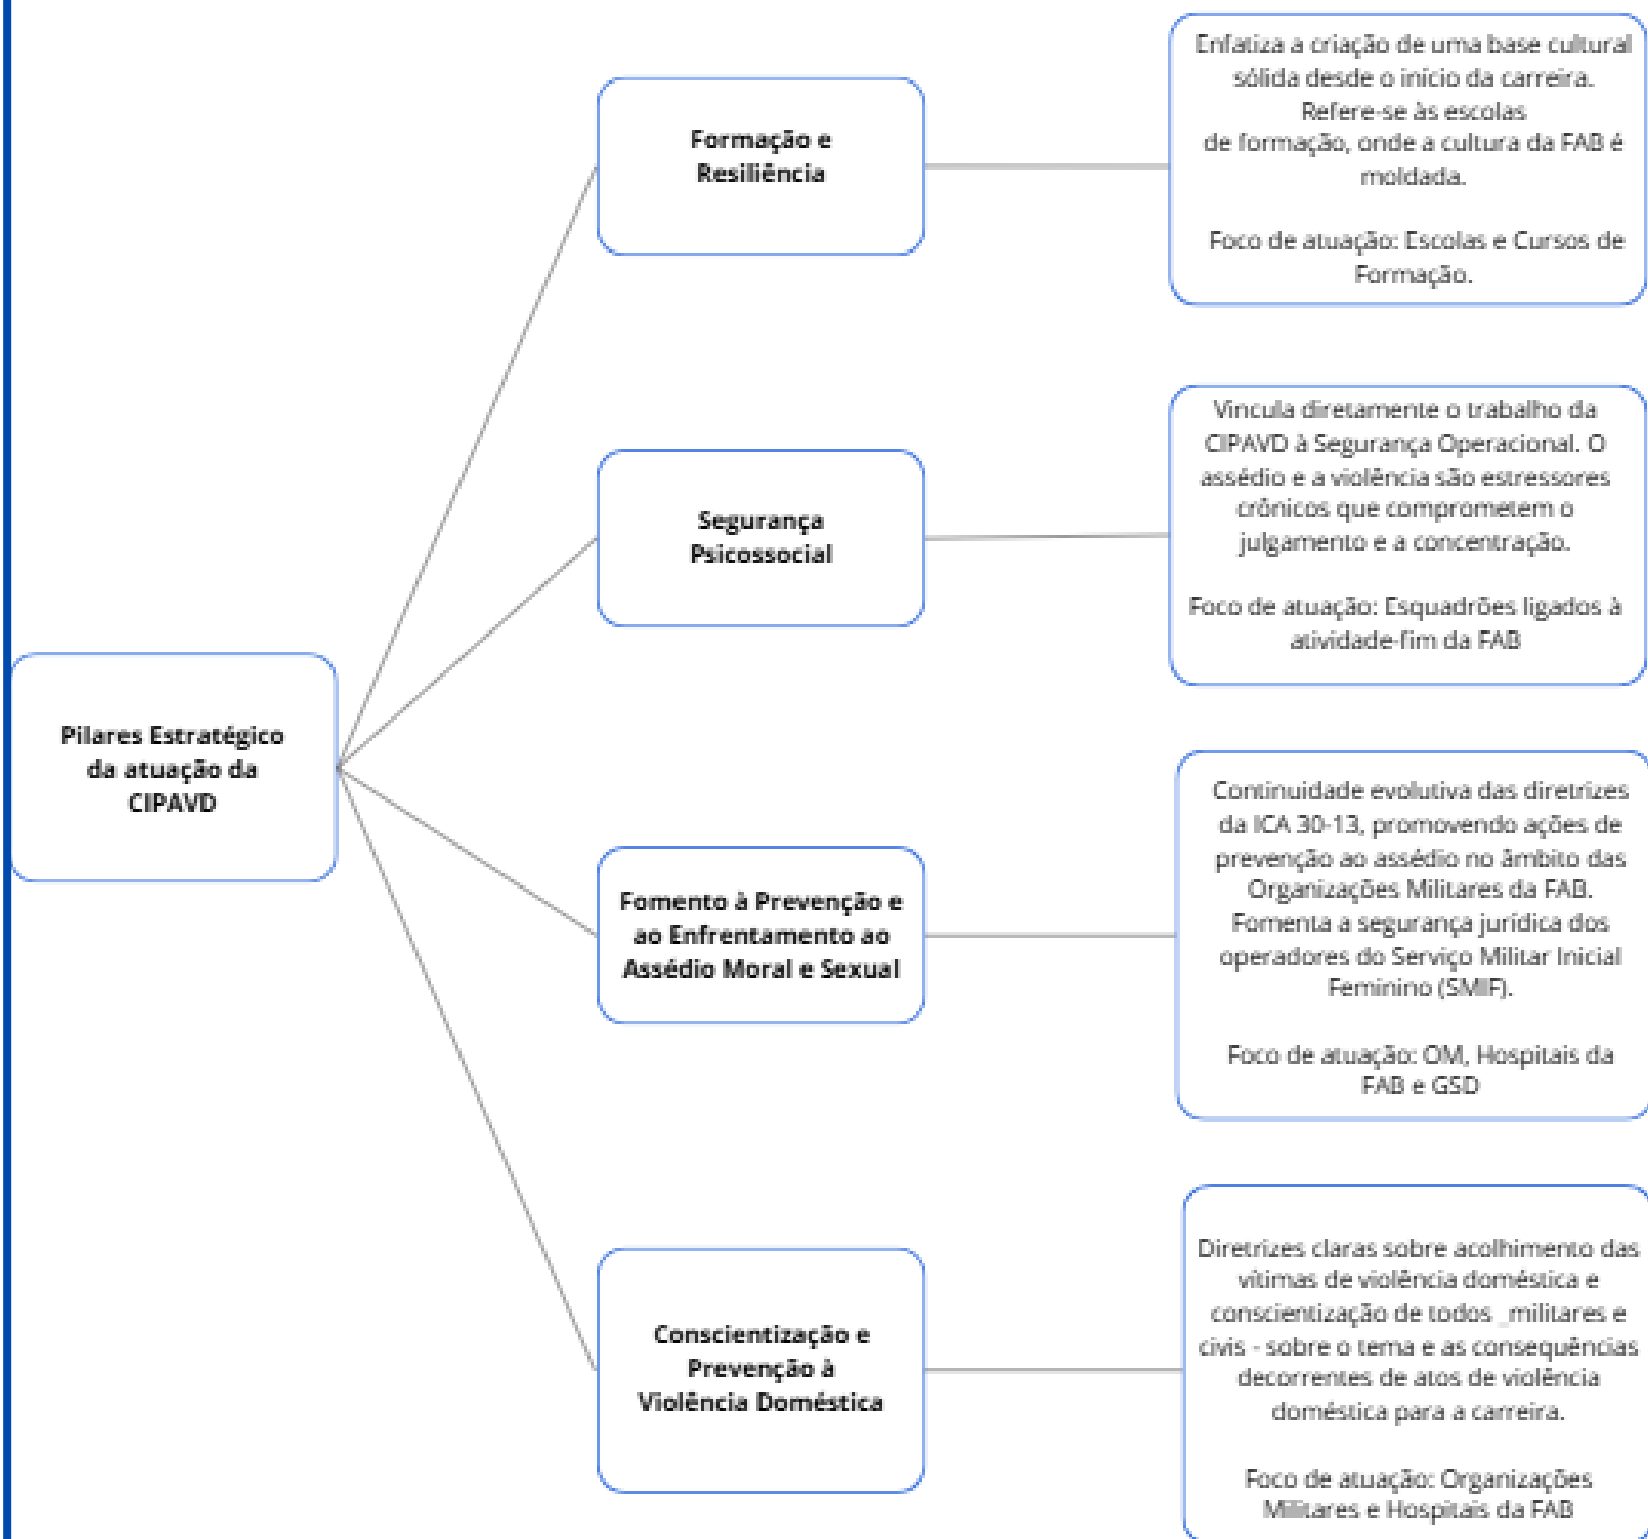 Pilares Estratégico
da atuação da
CIPAVD
Formação e
Resiliência
Enfatiza a criação de uma base cultural
sólida desde o início da carreira.
Refere-se às escolas
de formação, onde a cultura da FAB é
moldada.
Foco de atuação: Escolas e Cursos de
Formação.
Segurança
Psicossocial
Vincula diretamente o trabalho da
CIPAVD à Segurança Operacional. O
assédio e a violência são estressores
crônicos que comprometem o
julgamento e a concentração.
Foco de atuação: Esquadrões ligados à
atividade-fim da FAB
Fomento à Prevenção e
ao Enfrentamento ao
Assédio Moral e Sexual
Continuidade evolutiva das diretrizes
da ICA 30-13, promovendo ações de
prevenção ao assédio no âmbito das
Organizações Militares da FAB.
Fomenta a segurança jurídica dos
operadores do Serviço Militar Inicial
Feminino (SMIF).
Foco de atuação: OM, Hospitais da
FAB e GSD
Conscientização e
Prevenção à
Violência Doméstica
Diretrizes claras sobre acolhimento das
vítimas de violência doméstica e
conscientização de todos _militares e
civis - sobre o tema e as consequências
decorrentes de atos de violência
doméstica para a carreira.
Foco de atuação: Organizações
Militares e Hospitais da FAB